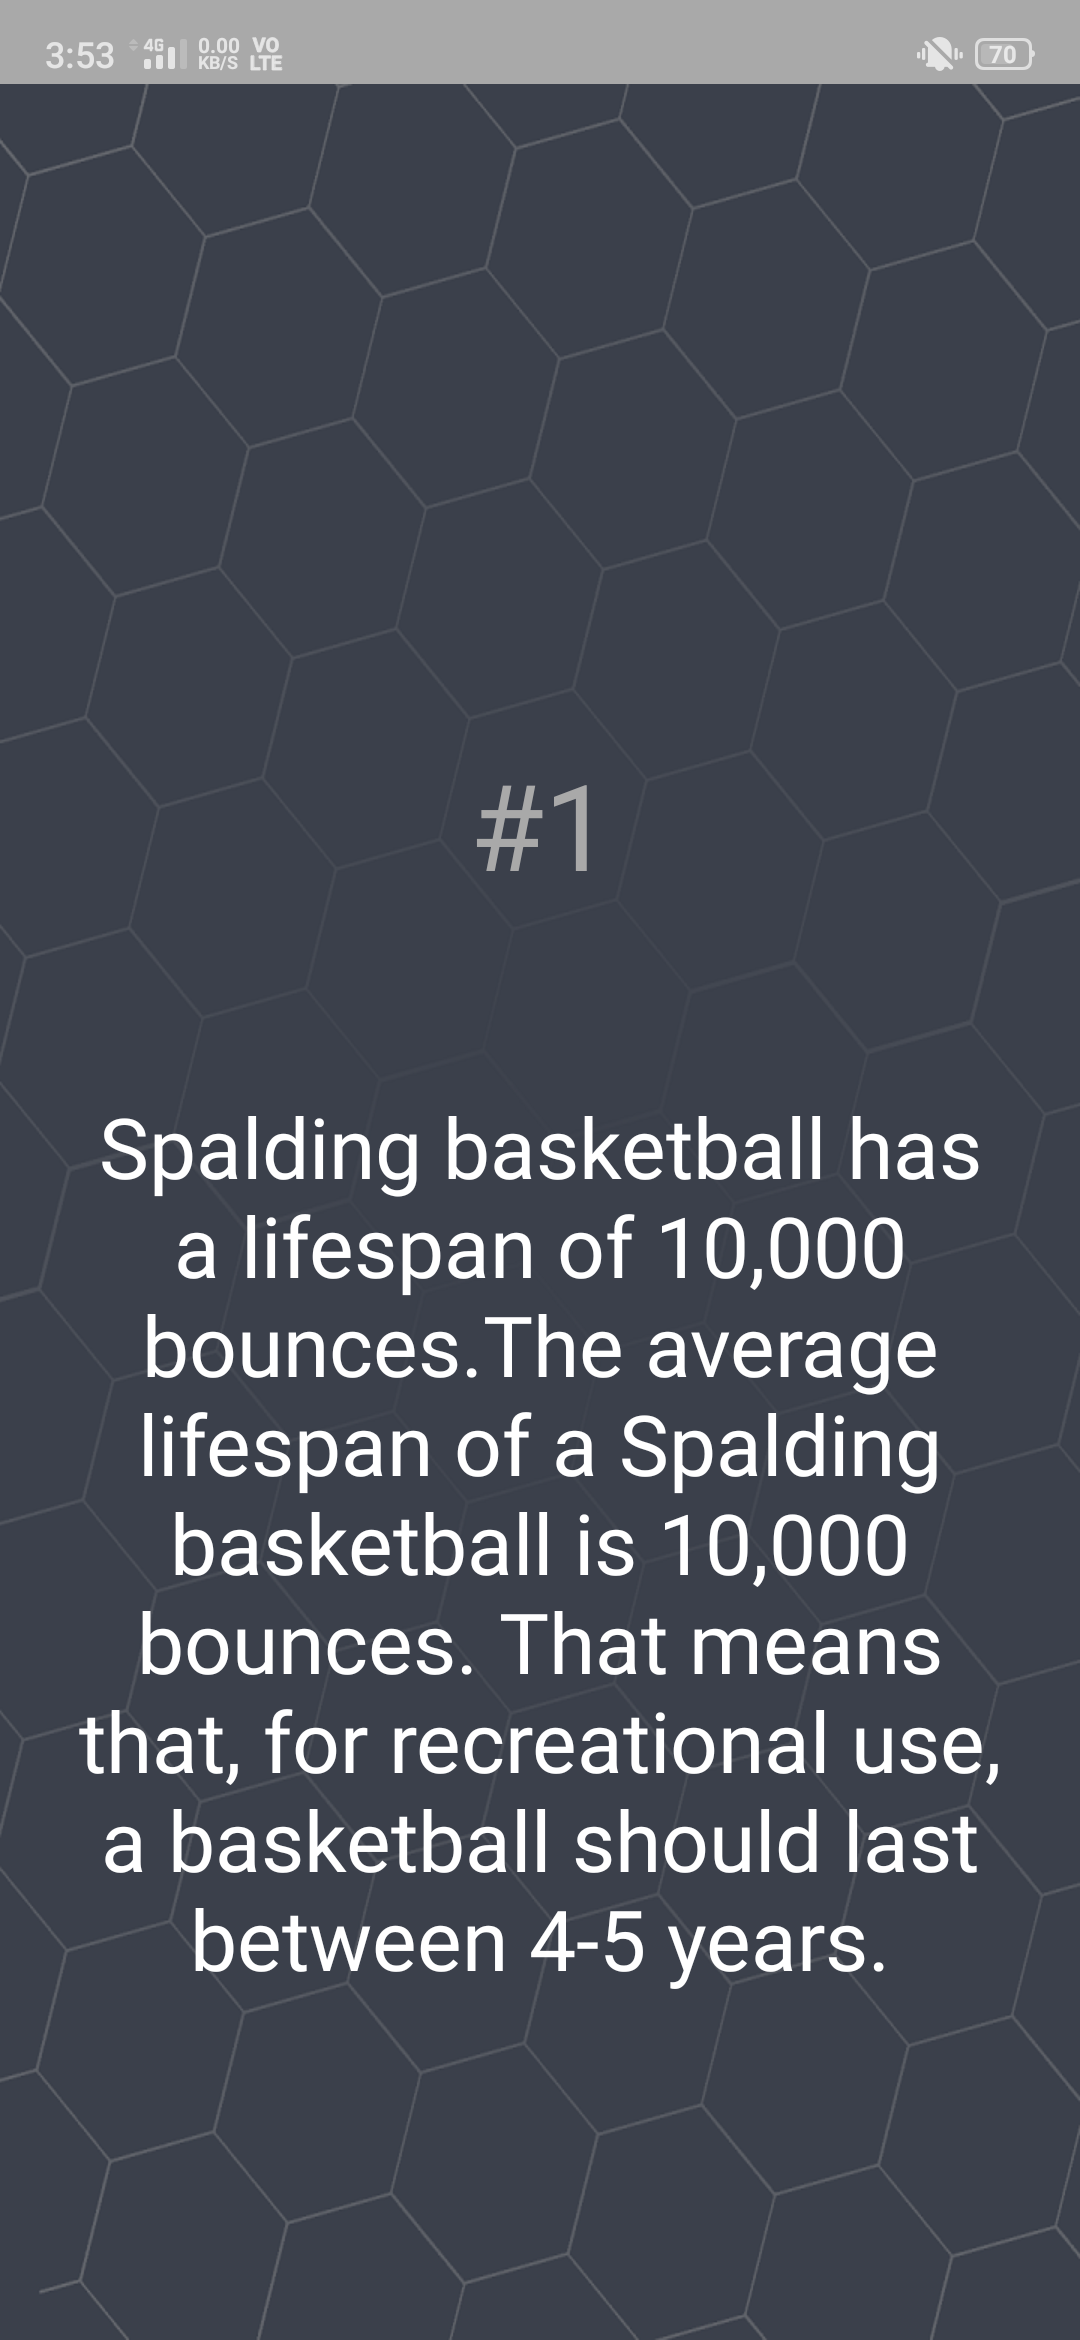 3:53 4G 0.00 KB/S VO LTE 70
#1
Spalding basketball has
a lifespan of 10,000
bounces.The average
lifespan of a Spalding
basketball is 10,000
bounces. That means
that, for recreational use,
a basketball should last
between 4-5 years.